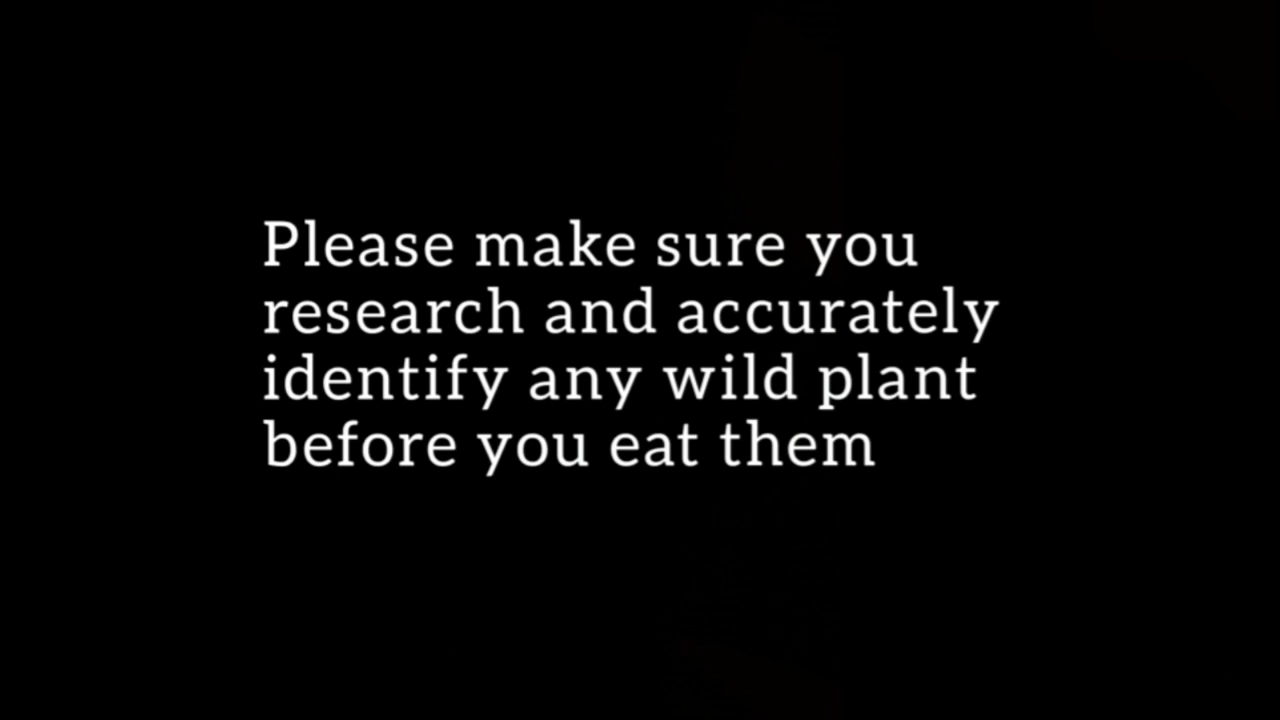 Please make sure you
research and accurately
identify any wild plant
before you eat them